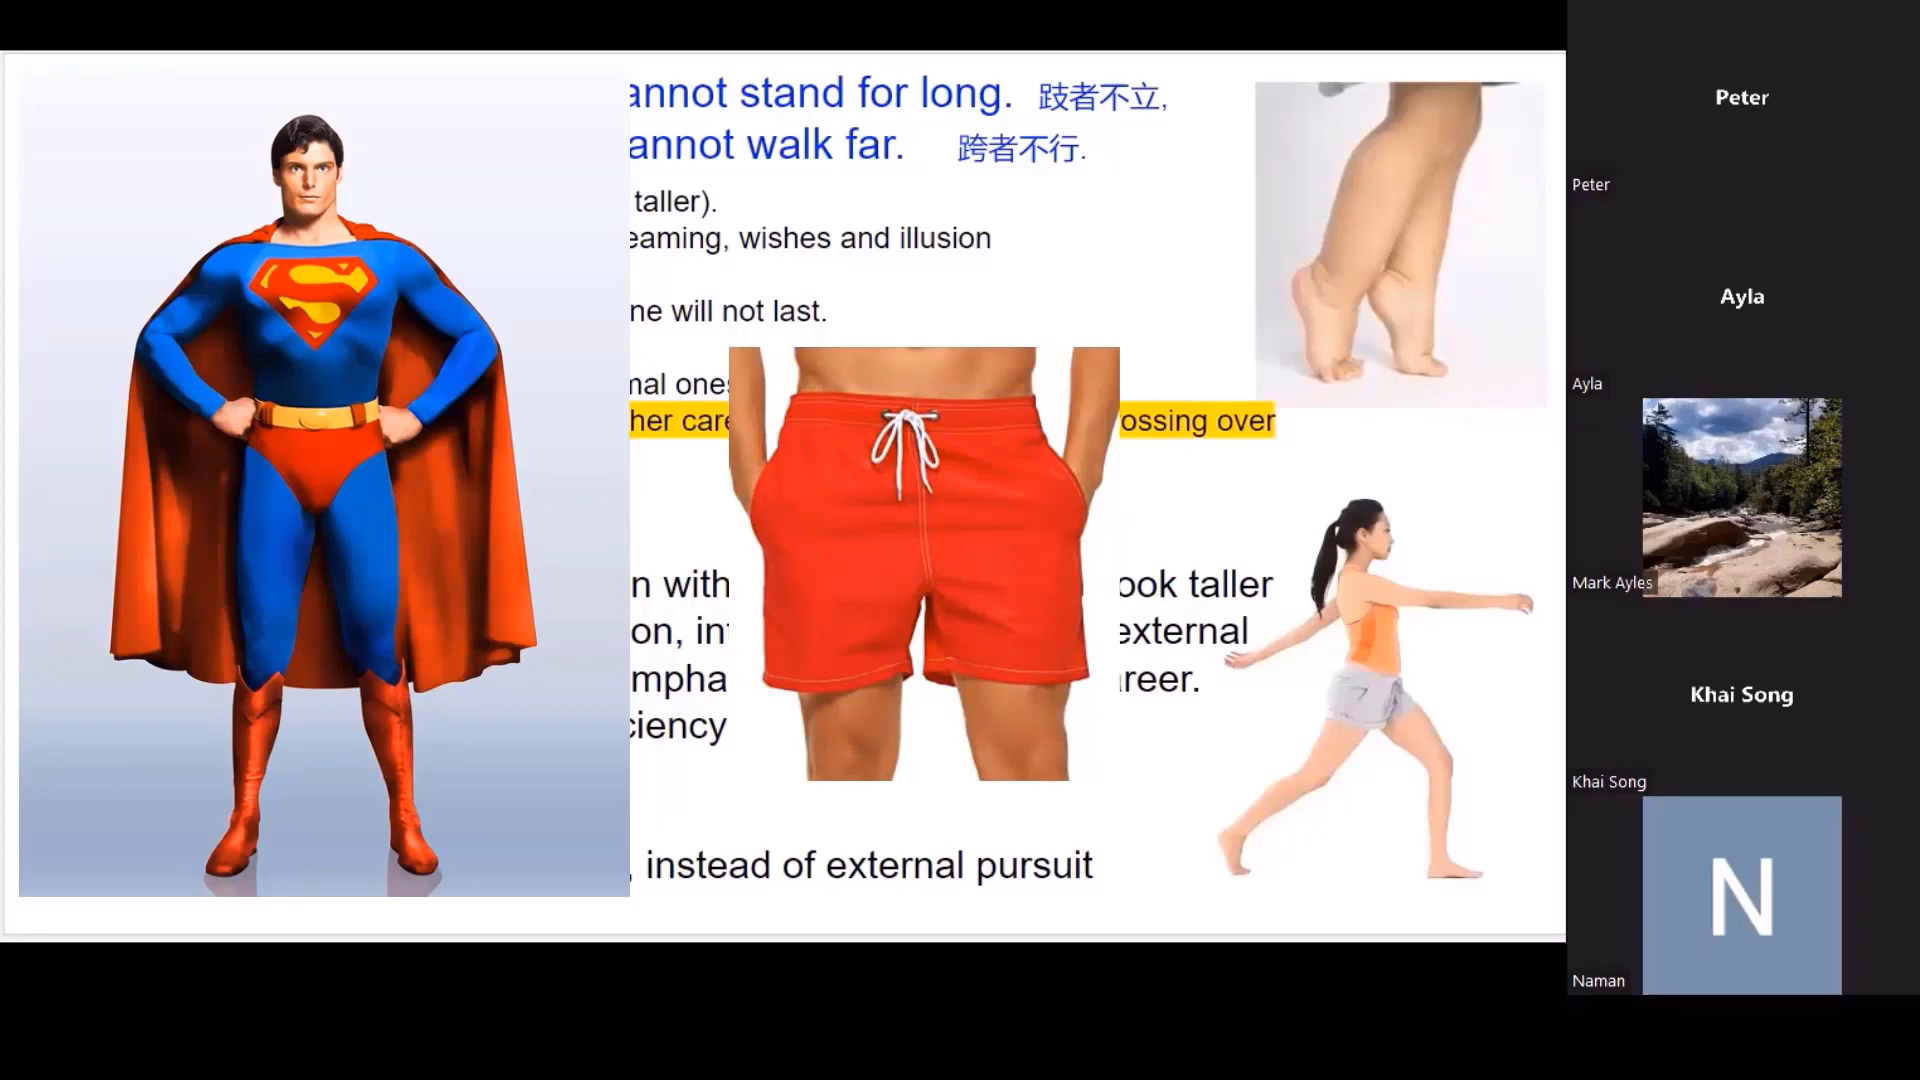 annot stand for long. 跂者不立,
annot walk far. 跨者不行.
taller).
eaming, wishes and illusion
ne will not last.
mal ones
her care ossing over
n with ook taller
on, in external
mpha reer.
ciency
, instead of external pursuit
Peter
Peter
Ayla
Ayla
Mark Ayles
Khai Song
Khai Song
N
Naman